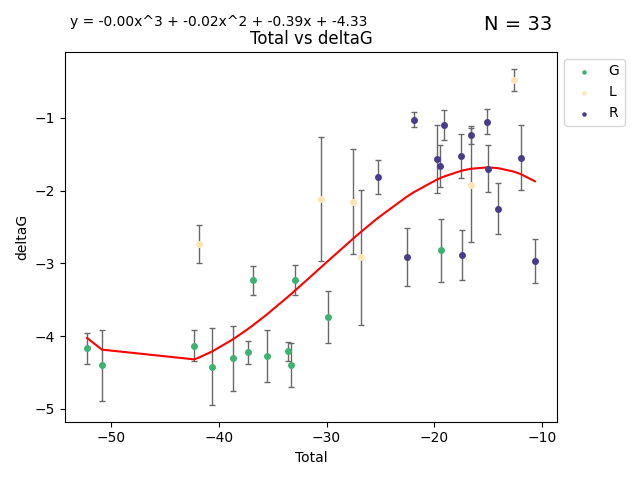 y = -0.00x^3 + -0.02x^2 + -0.39x + -4.33
N = 33
Total vs deltaG
G
L
R
deltaG
−1
−2
−3
−4
−5
−50
−40
−30
−20
−10
Total